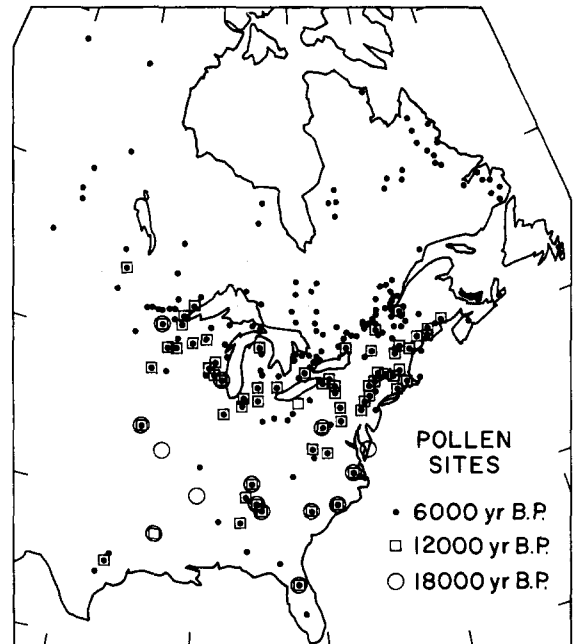 POLLEN
SITES
• 6000 yr B.P.
□ 12000 yr B.P.
○ 18000 yr B.P.